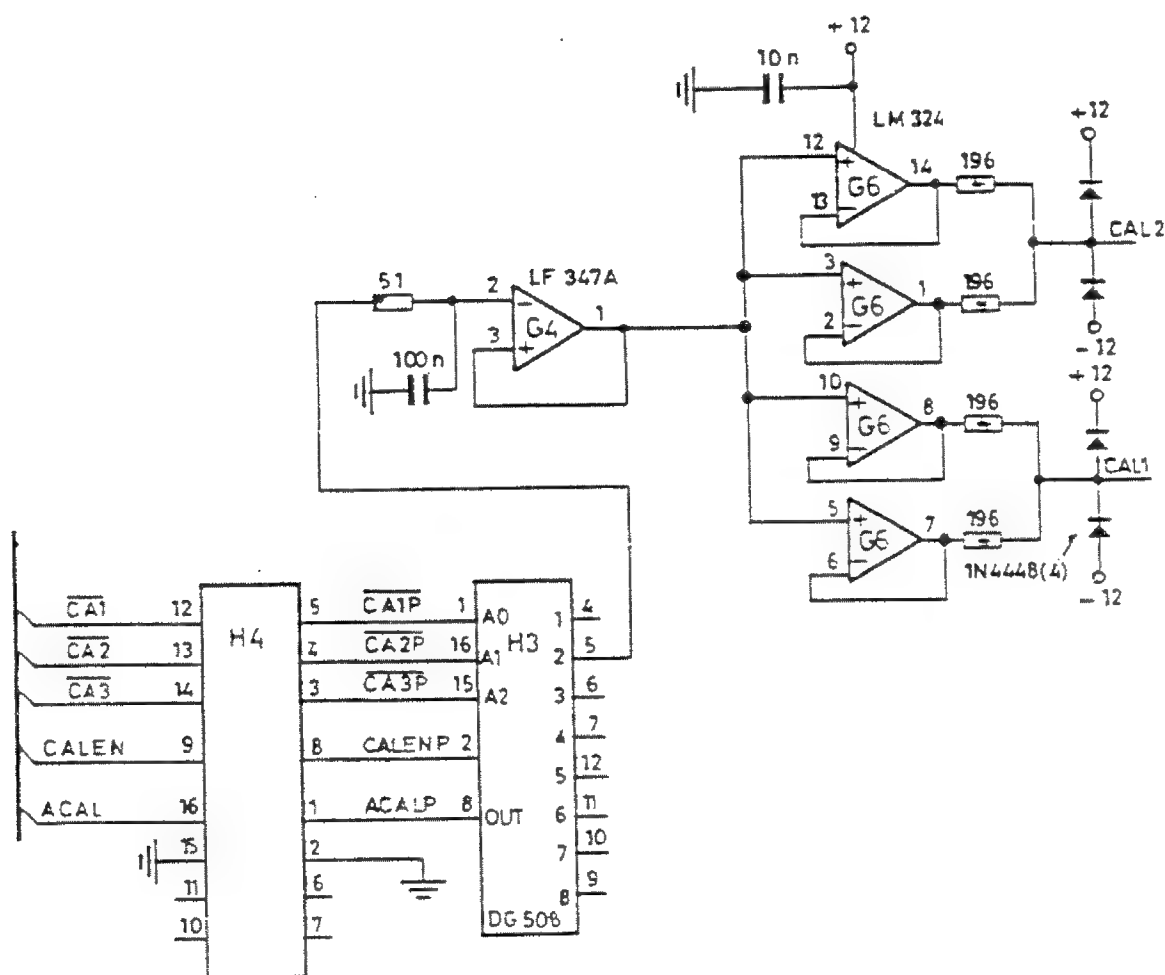 +12
10 n
LM 324
+12
12
14
196
G6
13
CAL2
3
1
196
G6
2
-12
+12
51
2
LF 347A
1
G4
3
100 n
10
8
196
G6
9
CAL1
5
7
196
G6
6
1N4448(4)
-12
CA1 12 5 CA1P 1 A0 1 4
H4
H3
CA2 13 CA2P 16 A1 2 5
CA3 14 3 CA3P 15 A2 3 6
4 7
CALEN 9 8 CALENP 2
5 12
ACAL 16 1 ACALP 8 OUT 6 11
15 2
7 10
11 6
8 9
10 7
DG 508